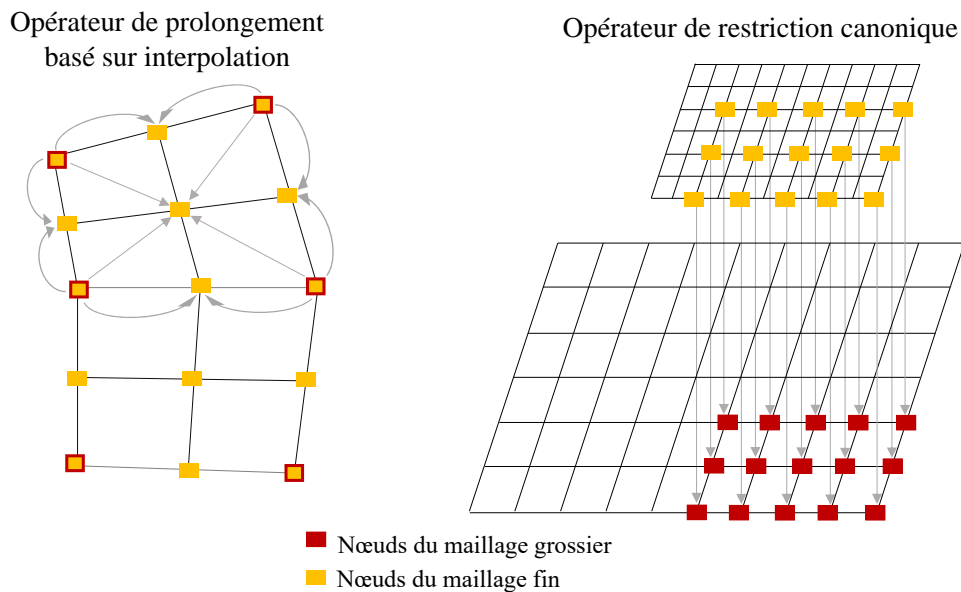 Opérateur de prolongement
basé sur interpolation
Opérateur de restriction canonique
Nœuds du maillage grossier
Nœuds du maillage fin